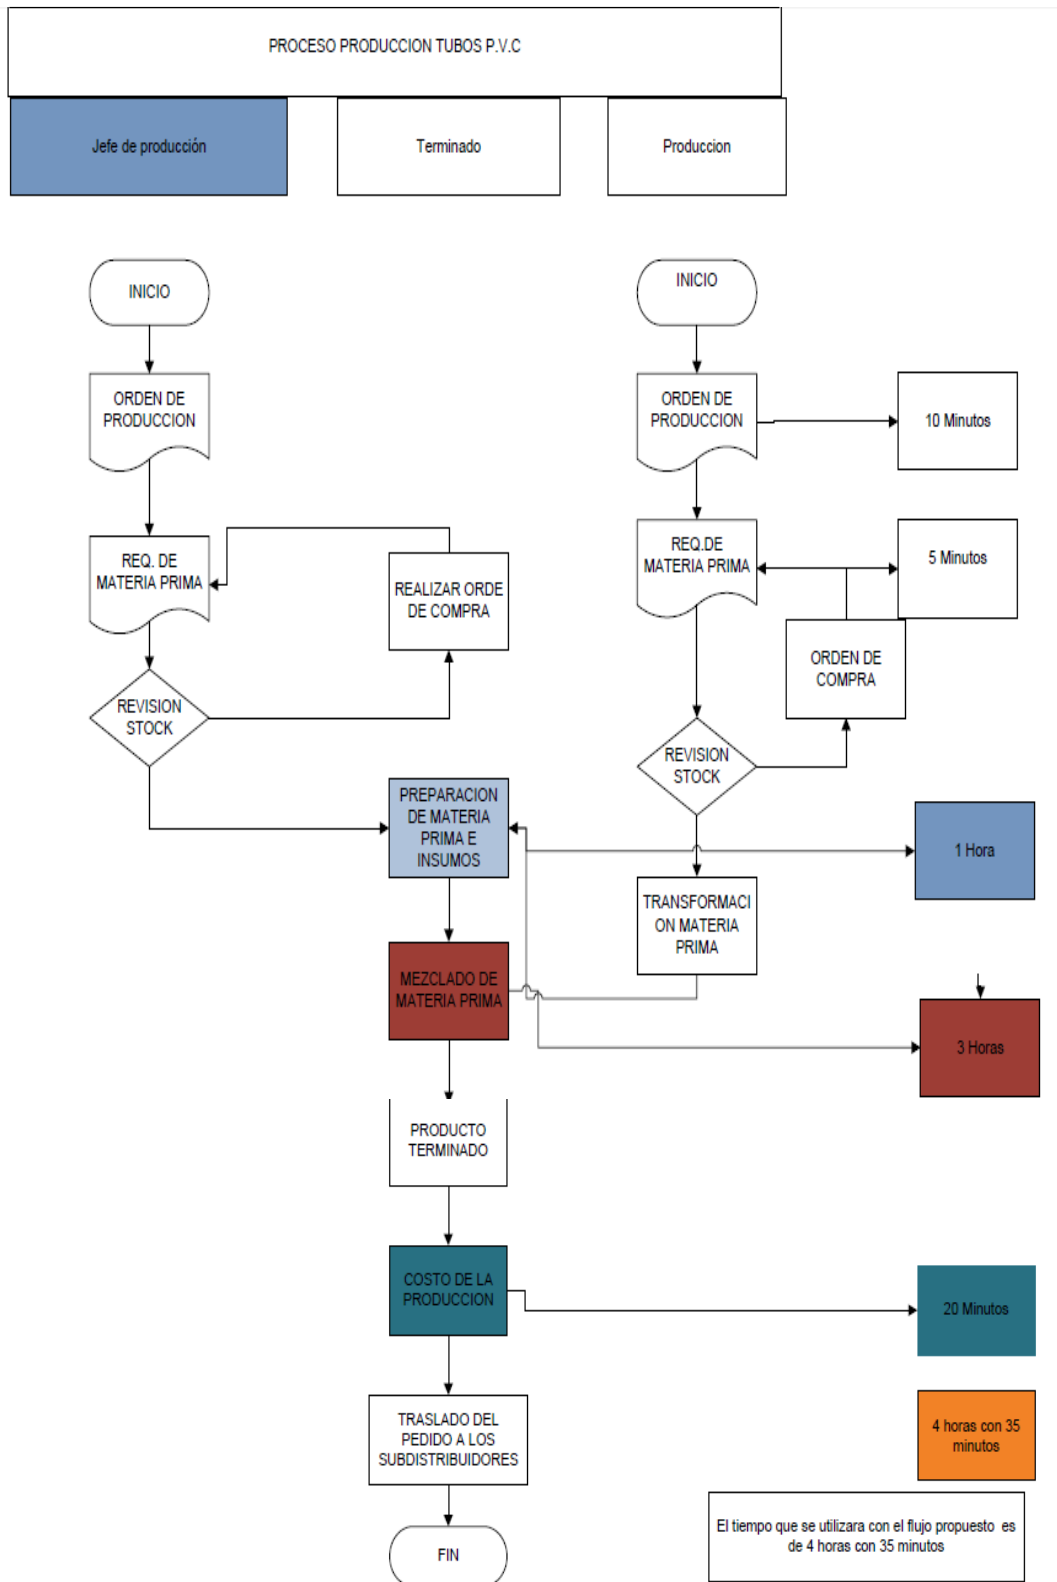 PROCESO PRODUCCION TUBOS P.V.C
Jefe de producción
Terminado
Produccion
INICIO
INICIO
ORDEN DE
PRODUCCION
ORDEN DE
PRODUCCION
10 Minutos
REQ. DE
MATERIA PRIMA
REALIZAR ORDE
DE COMPRA
REQ.DE
MATERIA PRIMA
5 Minutos
ORDEN DE
COMPRA
REVISION
STOCK
REVISION
STOCK
PREPARACION
DE MATERIA
PRIMA E
INSUMOS
1 Hora
TRANSFORMACI
ON MATERIA
PRIMA
MEZCLADO DE
MATERIA PRIMA
3 Horas
PRODUCTO
TERMINADO
COSTO DE LA
PRODUCCION
20 Minutos
TRASLADO DEL
PEDIDO A LOS
SUBDISTRIBUIDORES
4 horas con 35
minutos
El tiempo que se utilizara con el flujo propuesto es
de 4 horas con 35 minutos
FIN